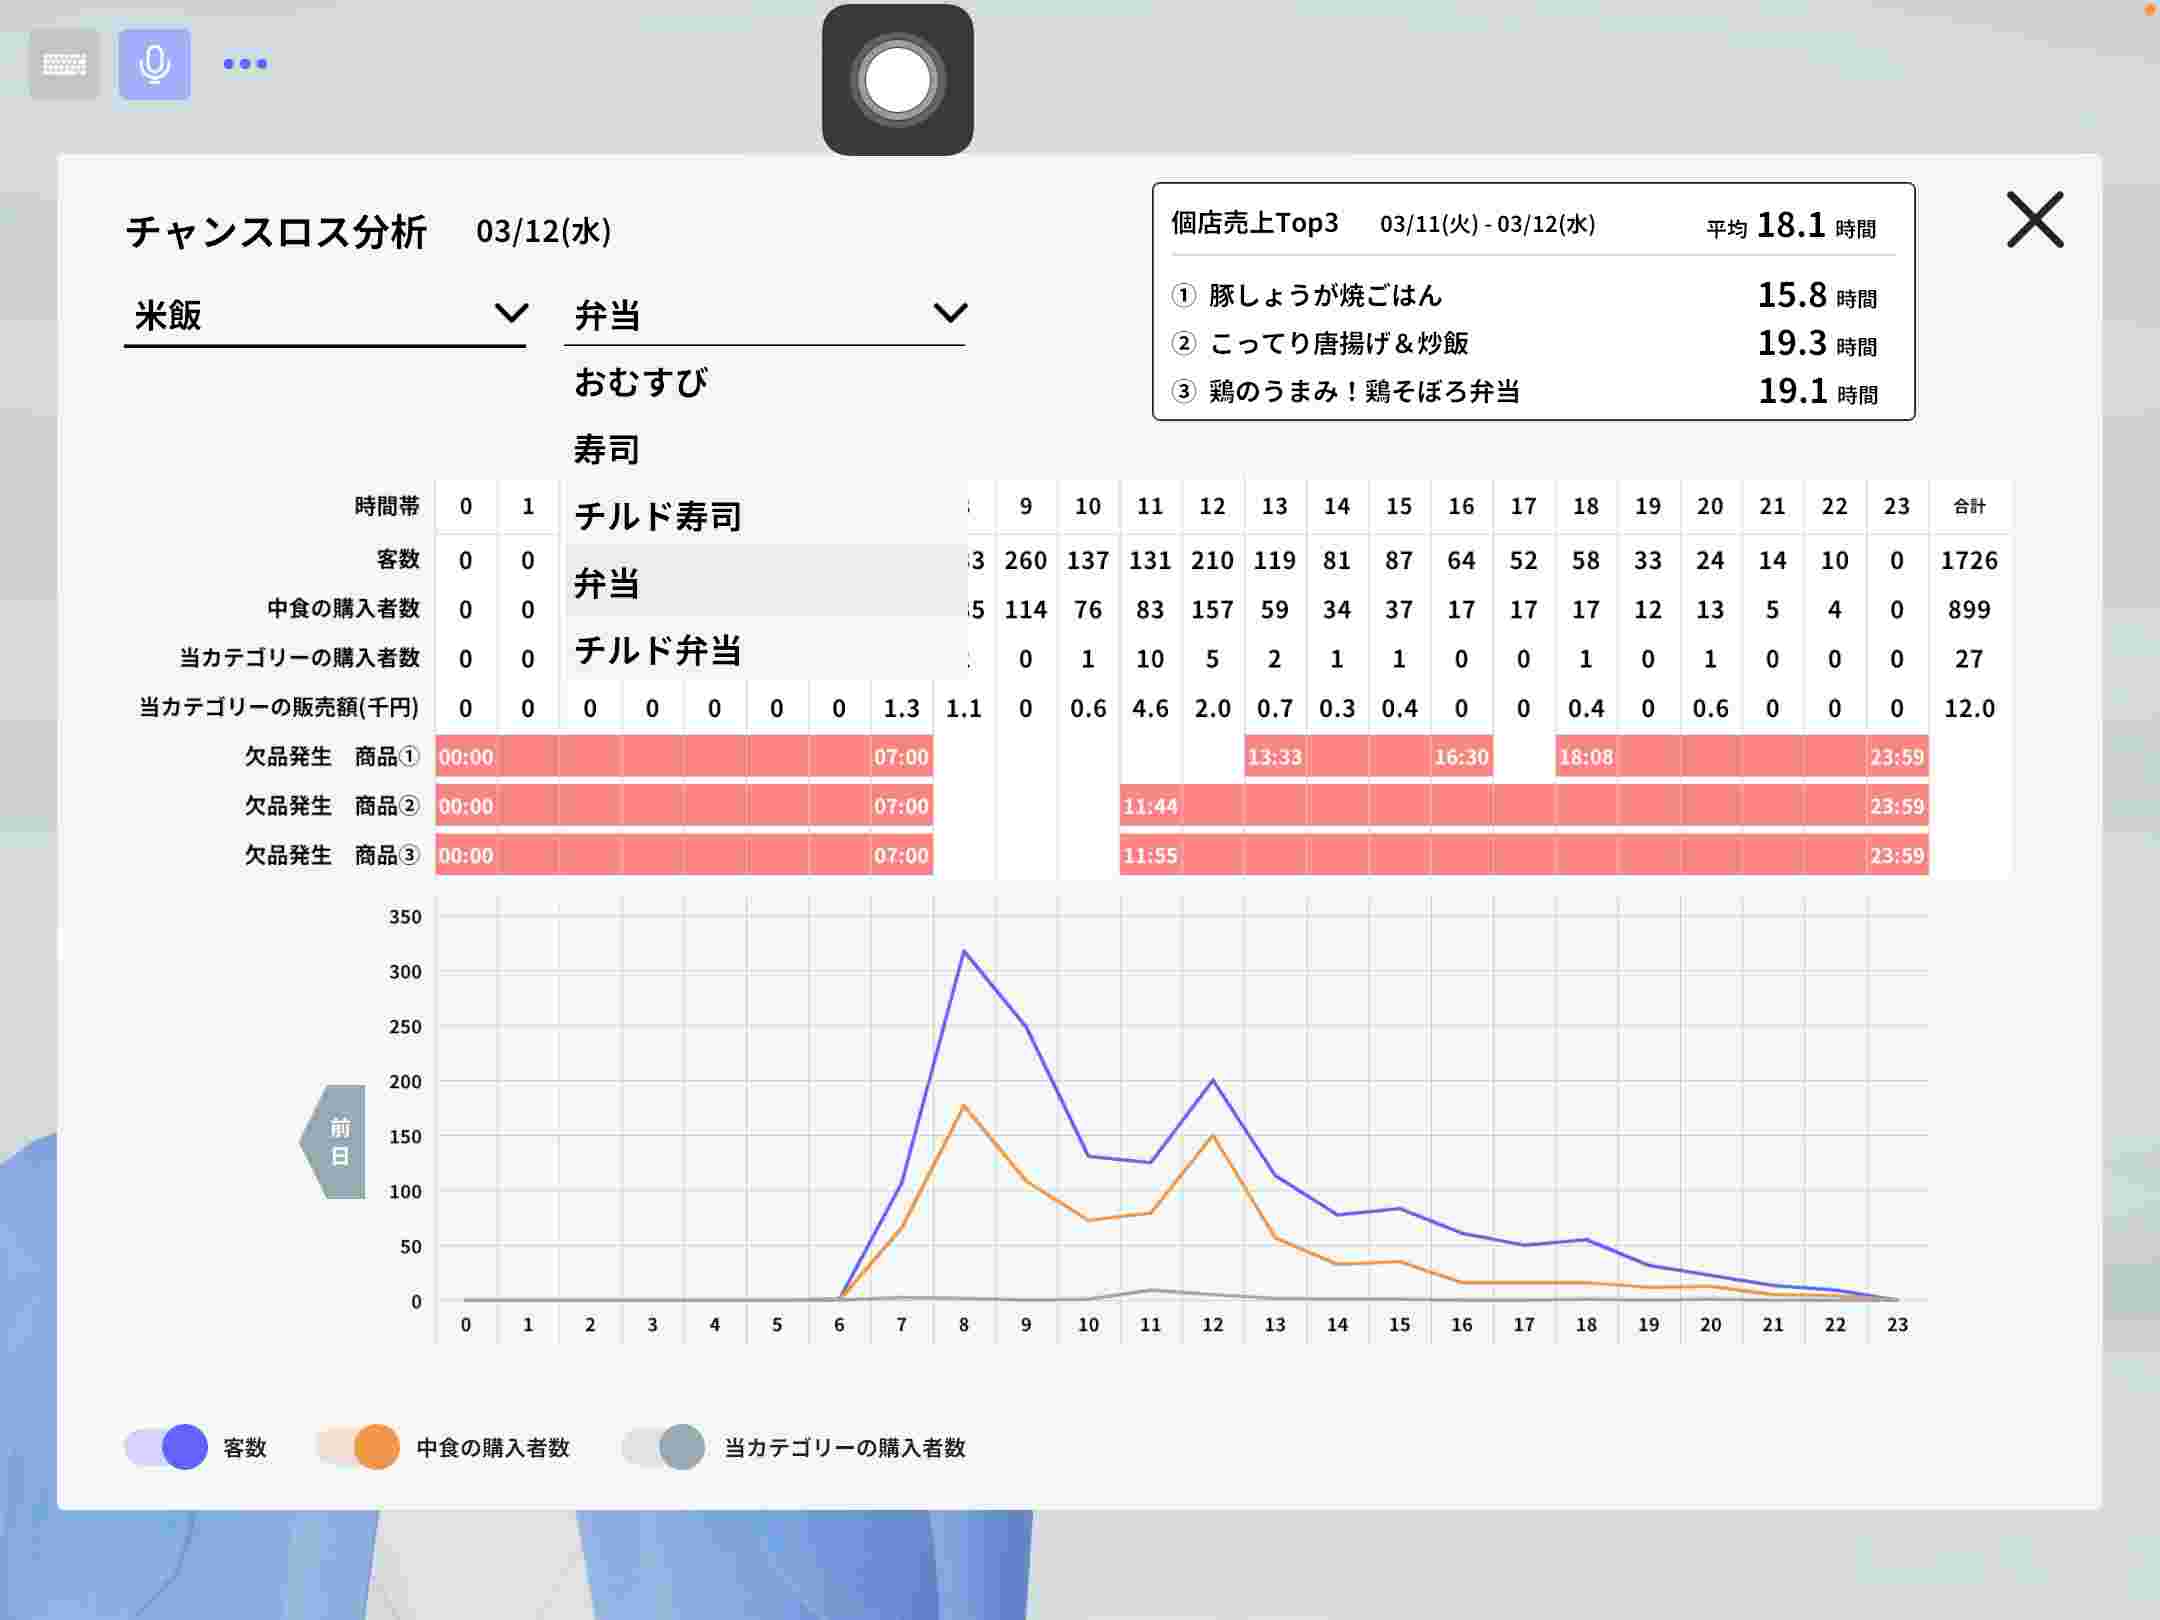 チャンスロス分析 03/12(水)
個店売上Top3 03/11(火) - 03/12(水) 平均 18.1 時間
① 豚しょうが焼ごはん 15.8 時間
② こってり唐揚げ＆炒飯 19.3 時間
③ 鶏のうまみ！鶏そぼろ弁当 19.1 時間
米飯 弁当
おむすび
寿司
チルド寿司
弁当
チルド弁当
時間帯 0 1 9 10 11 12 13 14 15 16 17 18 19 20 21 22 23 合計
客数 0 0 260 137 131 210 119 81 87 64 52 58 33 24 14 10 0 1726
中食の購入者数 0 0 114 76 83 157 59 34 37 17 17 17 12 13 5 4 0 899
当カテゴリーの購入者数 0 0 0 1 10 5 2 1 1 0 0 1 0 1 0 0 0 27
当カテゴリーの販売額(千円) 0 0 0 0 0 0 0 1.3 1.1 0 0.6 4.6 2.0 0.7 0.3 0.4 0 0 0.4 0 0.6 0 0 0 12.0
欠品発生 商品① 00:00 07:00 13:33 16:30 18:08 23:59
欠品発生 商品② 00:00 07:00 11:44 23:59
欠品発生 商品③ 00:00 07:00 11:55 23:59
350
300
250
200
150
100
50
0
前日
0 1 2 3 4 5 6 7 8 9 10 11 12 13 14 15 16 17 18 19 20 21 22 23
客数 中食の購入者数 当カテゴリーの購入者数